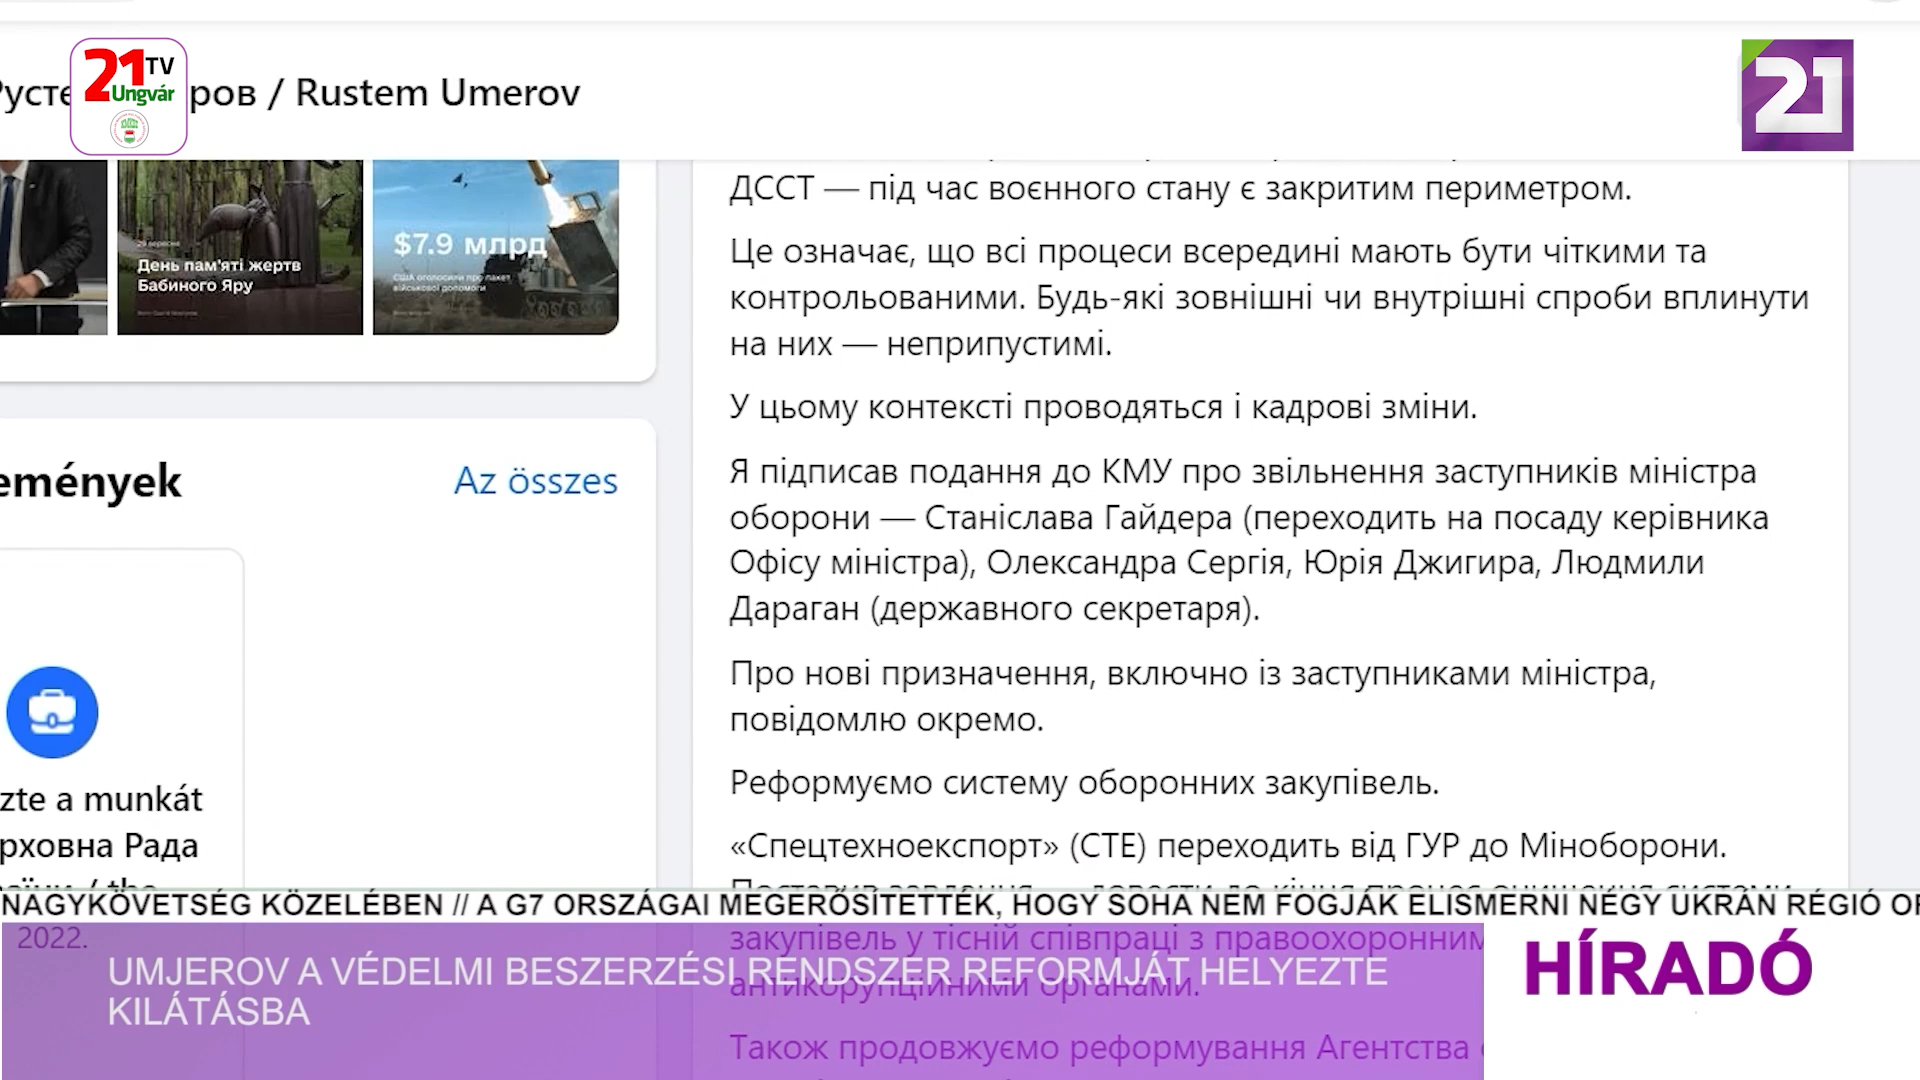 21 TV
Ungvár
ров / Rustem Umerov
21
29 вересня
День пам'яті жертв
Бабиного Яру
$7.9 млрд
США оголосили про пакет
військової допомоги
ДССТ — під час воєнного стану є закритим периметром.
Це означає, що всі процеси всередині мають бути чіткими та
контрольованими. Будь-які зовнішні чи внутрішні спроби вплинути
на них — неприпустимі.
У цьому контексті проводяться і кадрові зміни.
Я підписав подання до КМУ про звільнення заступників міністра
оборони — Станіслава Гайдера (переходить на посаду керівника
Офісу міністра), Олександра Сергія, Юрія Джигира, Людмили
Дараган (державного секретаря).
Про нові призначення, включно із заступниками міністра,
повідомлю окремо.
Реформуємо систему оборонних закупівель.
«Спецтехноекспорт» (СТЕ) переходить від ГУР до Міноборони.
закупівель у тісній співпраці з правоохоронним
антикорупційними органами.
Також продовжуємо реформування Агентства
emények
Az összes
zte a munkát
рховна Рада
2022.
NAGYKÖVETSÉG KÖZELÉBEN // A G7 ORSZÁGAI MEGERŐSÍTETTÉK, HOGY SOHA NEM FOGJÁK ELISMERNI NÉGY UKRÁN RÉGIÓ
UMJEROV A VÉDELMI BESZERZÉSI RENDSZER REFORMJÁT HELYEZTE
KILÁTÁSBA
HÍRADÓ